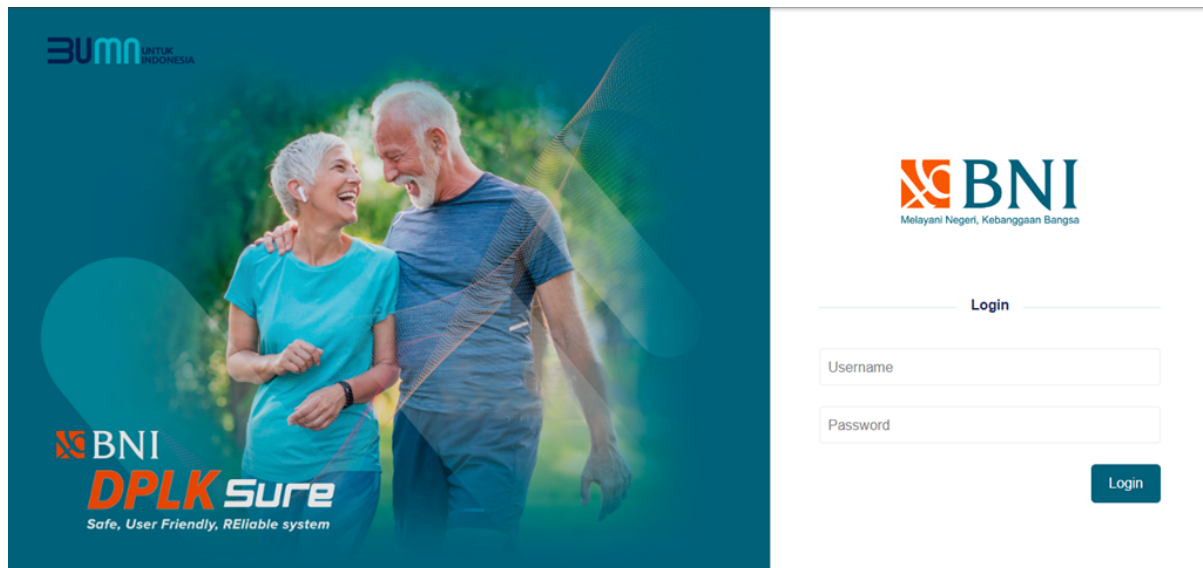 BUMN UNTUK
INDONESIA
BNI
DPLK Sure
Safe, User Friendly, REliable system
BNI
Melayani Negeri, Kebanggaan Bangsa
Login
Username
Password
Login